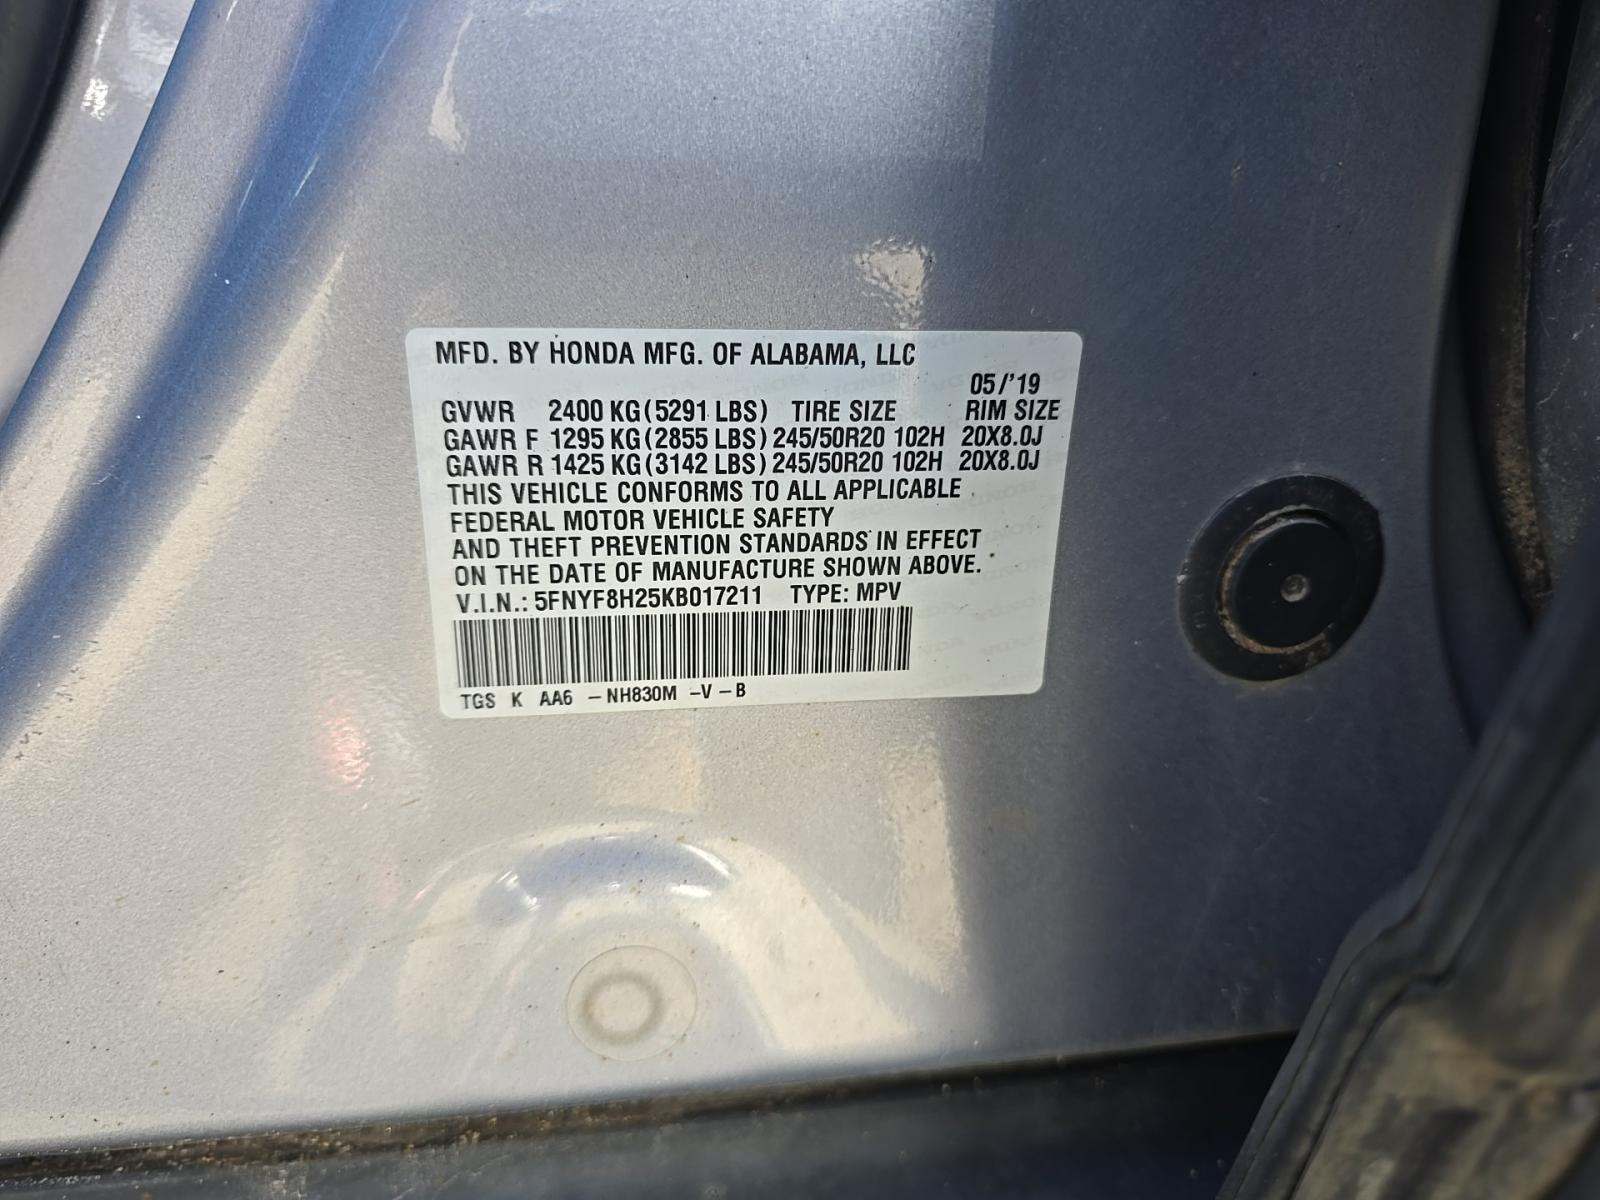 MFD. BY HONDA MFG. OF ALABAMA, LLC
05/'19
GVWR 2400 KG(5291 LBS) TIRE SIZE RIM SIZE
GAWR F 1295 KG(2855 LBS) 245/50R20 102H 20X8.0J
GAWR R 1425 KG(3142 LBS) 245/50R20 102H 20X8.0J
THIS VEHICLE CONFORMS TO ALL APPLICABLE
FEDERAL MOTOR VEHICLE SAFETY
AND THEFT PREVENTION STANDARDS IN EFFECT
ON THE DATE OF MANUFACTURE SHOWN ABOVE.
V.I.N.: 5FNYF8H25KB017211 TYPE: MPV
TGS K AA6 -NH830M -V-B